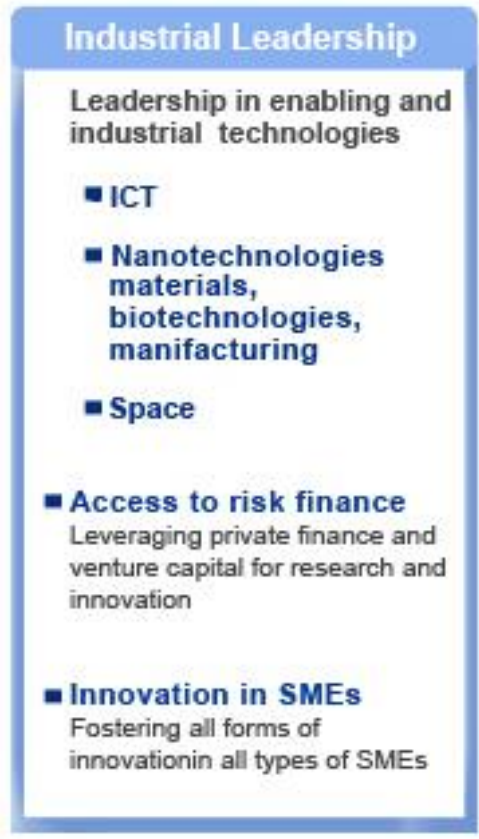 Industrial Leadership
Leadership in enabling and
industrial technologies
ICT
Nanotechnologies
materials,
biotechnologies,
manifacturing
Space
Access to risk finance
Leveraging private finance and
venture capital for research and
innovation
Innovation in SMEs
Fostering all forms of
innovationin all types of SMEs